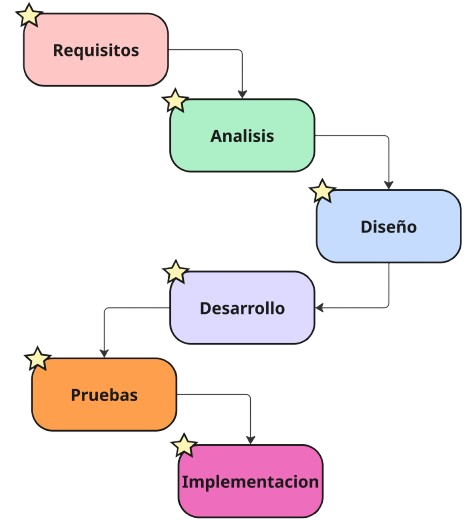 Requisitos
Analisis
Diseño
Desarrollo
Pruebas
Implementacion